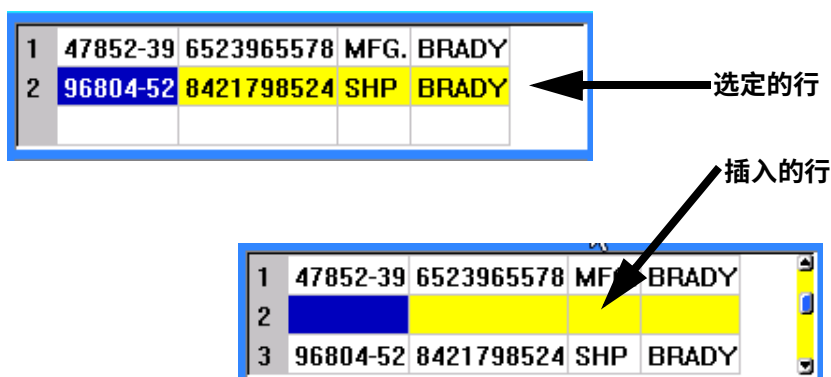 1 47852-39 6523965578 MFG. BRADY
2 96804-52 8421798524 SHP BRADY
选定的行
插入的行
1 47852-39 6523965578 BRADY
2
3 96804-52 8421798524 SHP BRADY